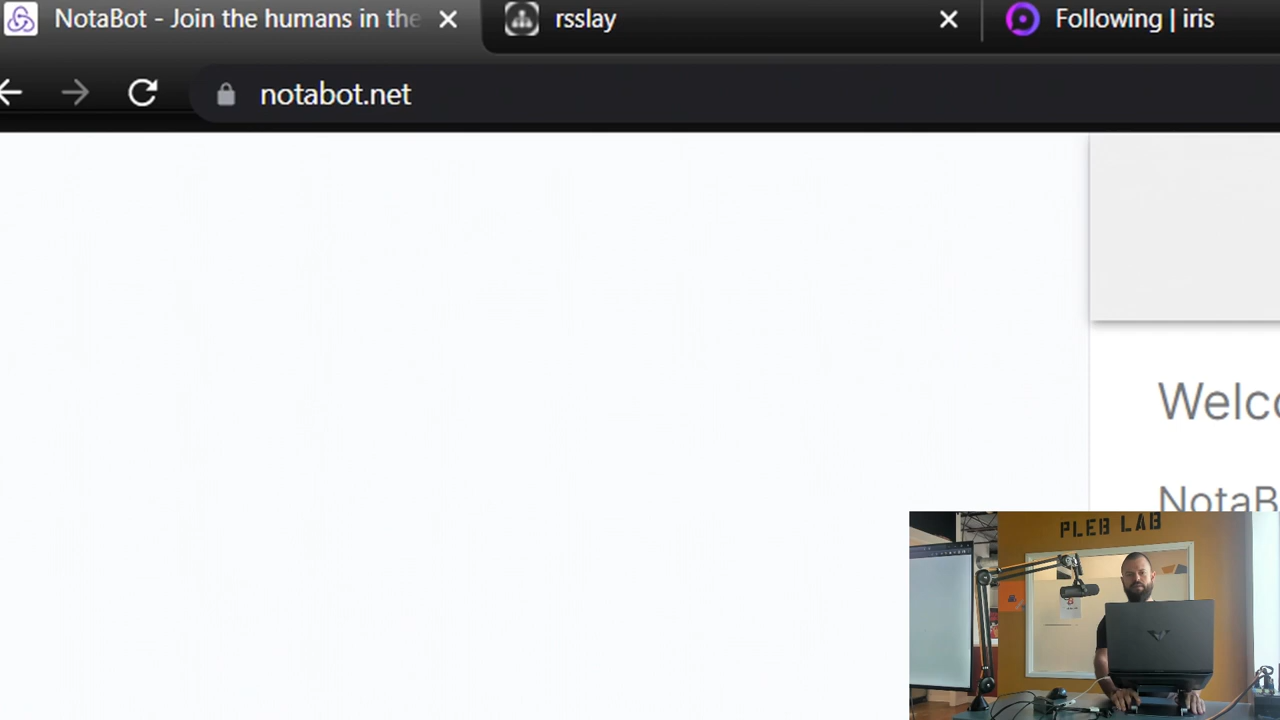 NotaBot - Join the humans in the
rsslay
Following | iris
notabot.net
Welco
NotaB
PLEB LAB